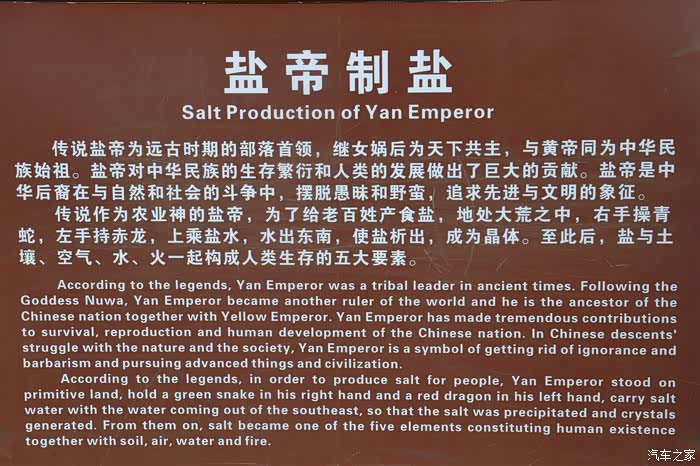 盐帝制盐
Salt Production of Yan Emperor
传说盐帝为远古时期的部落首领，继女娲后为天下共主，与黄帝同为中华民
族始祖。盐帝对中华民族的生存繁衍和人类的发展做出了巨大的贡献。盐帝是中
华后裔在与自然和社会的斗争中，摆脱愚昧和野蛮，追求先进与文明的象征。
传说作为农业神的盐帝，为了给老百姓产食盐，地处大荒之中，右手操青
蛇，左手持赤龙，上乘盐水，水出东南，使盐析出，成为晶体。至此后，盐与土
壤、空气、水、火一起构成人类生存的五大要素。
According to the legends, Yan Emperor was a tribal leader in ancient times. Following the
Goddess Nuwa, Yan Emperor became another ruler of the world and he is the ancestor of the
Chinese nation together with Yellow Emperor. Yan Emperor has made tremendous contributions
to survival, reproduction and human development of the Chinese nation. In Chinese descents'
struggle with the nature and the society, Yan Emperor is a symbol of getting rid of ignorance and
barbarism and pursuing advanced things and civilization.
According to the legends, in order to produce salt for people, Yan Emperor stood on
primitive land, hold a green snake in his right hand and a red dragon in his left hand, carry salt
water with the water coming out of the southeast, so that the salt was precipitated and crystals
generated. From them on, salt became one of the five elements constituting human existence
together with soil, air, water and fire.
汽车之家